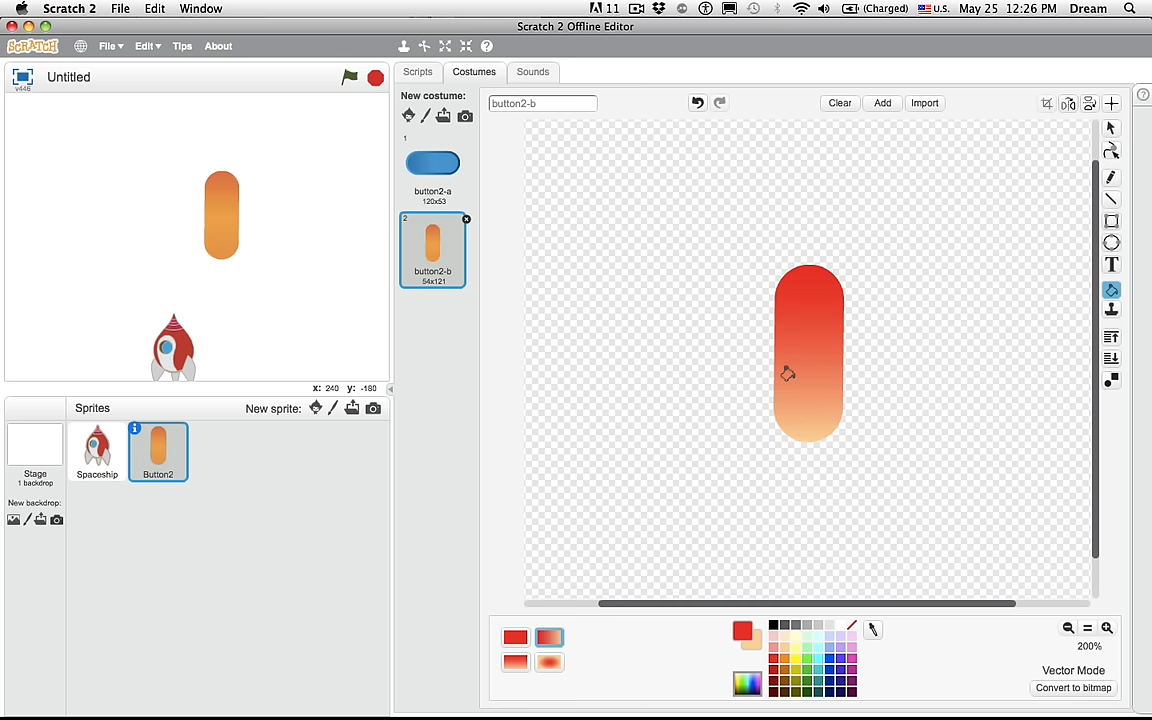 Scratch 2 File Edit Window 11 (Charged) U.S. May 25 12:26 PM Dream
Scratch 2 Offline Editor
SCRATCH File Edit Tips About
Untitled
v446
Scripts Costumes Sounds
New costume:
button2-b
Clear Add Import
1
button2-a
120x53
2
button2-b
54x121
x: 240 y: -180
Sprites New sprite:
Stage
1 backdrop
New backdrop:
Spaceship
Button2
T
200%
Vector Mode
Convert to bitmap